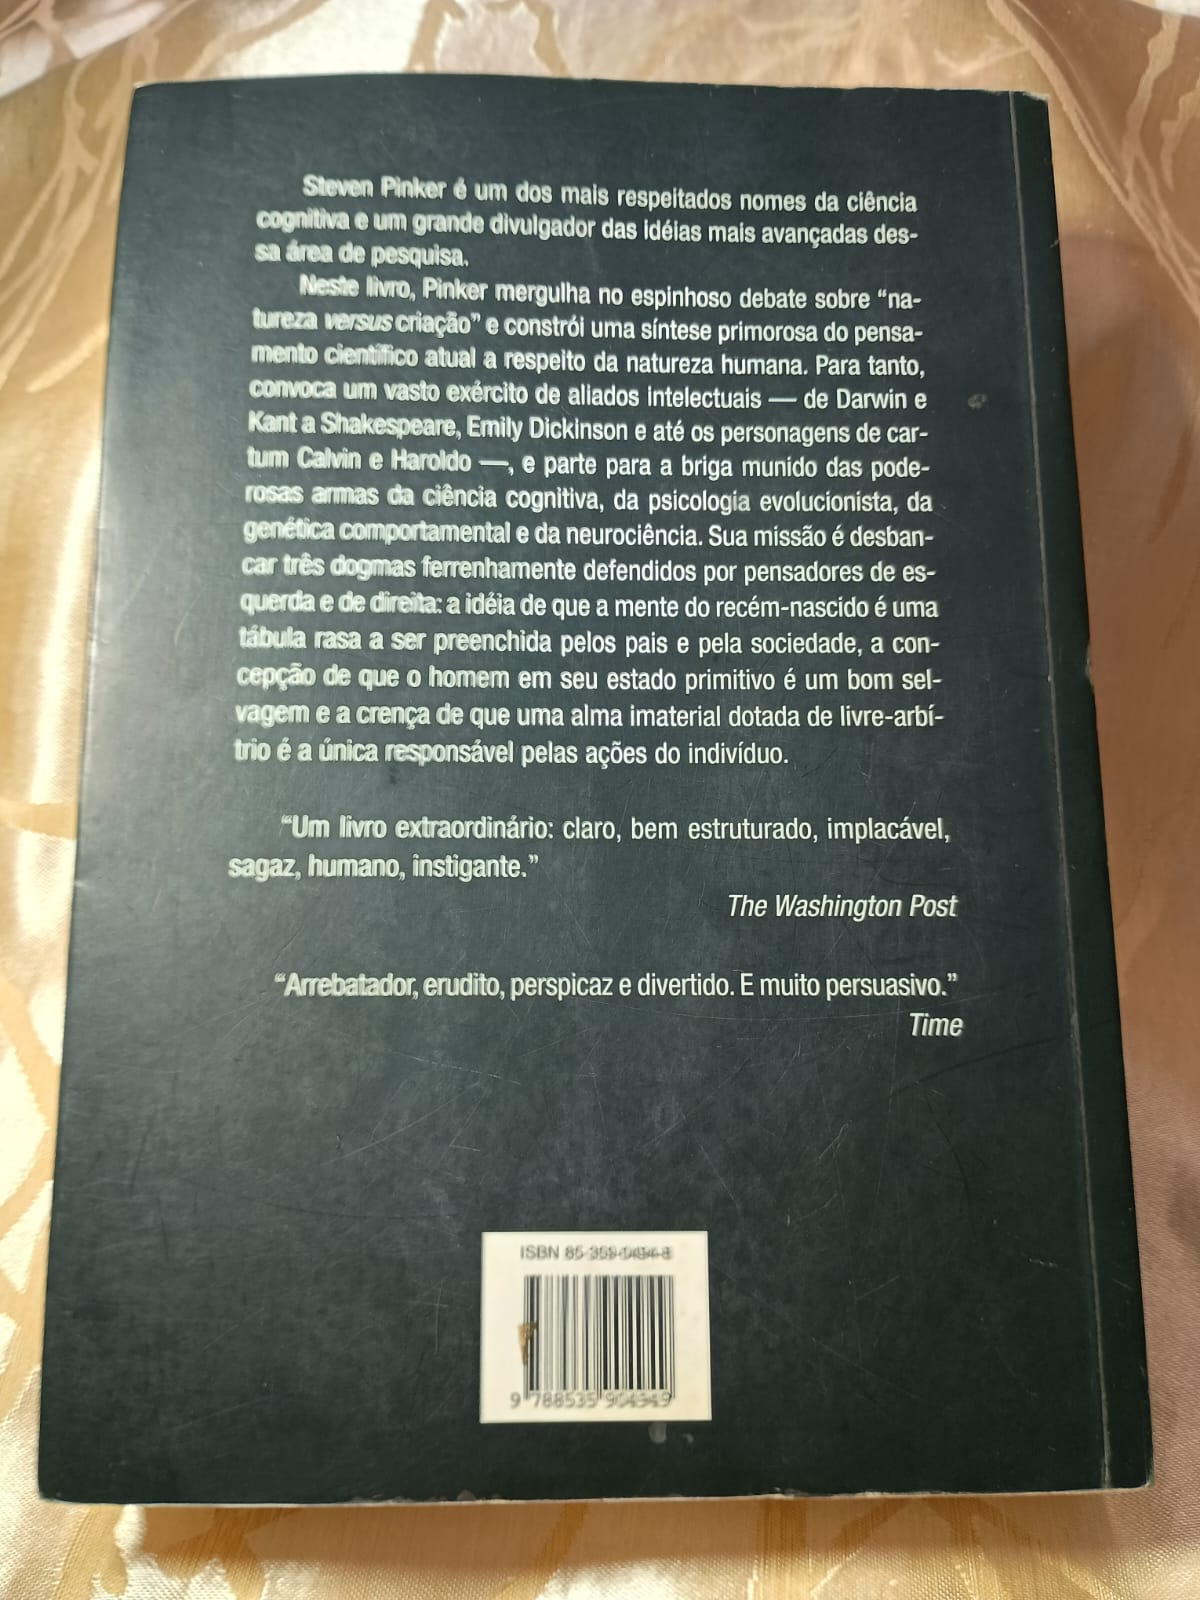 Steven Pinker é um dos mais respeitados nomes da ciência
cognitiva e um grande divulgador das idéias mais avançadas des-
sa área de pesquisa.
Neste livro, Pinker mergulha no espinhoso debate sobre “na-
tureza versus criação” e constrói uma síntese primorosa do pensa-
mento científico atual a respeito da natureza humana. Para tanto,
convoca um vasto exército de aliados intelectuais — de Darwin e
Kant a Shakespeare, Emily Dickinson e até os personagens de car-
tum Calvin e Haroldo —, e parte para a briga munido das pode-
rosas armas da ciência cognitiva, da psicologia evolucionista, da
genética comportamental e da neurociência. Sua missão é desban-
car três dogmas ferrenhamente defendidos por pensadores de es-
querda e de direita: a idéia de que a mente do recém-nascido é uma
tábula rasa a ser preenchida pelos pais e pela sociedade, a con-
cepção de que o homem em seu estado primitivo é um bom sel-
vagem e a crença de que uma alma imaterial dotada de livre-arbí-
trio é a única responsável pelas ações do indivíduo.
“Um livro extraordinário: claro, bem estruturado, implacável,
sagaz, humano, instigante.”
The Washington Post
“Arrebatador, erudito, perspicaz e divertido. E muito persuasivo.”
Time
ISBN 85-359-0494-8
9 788535 904949